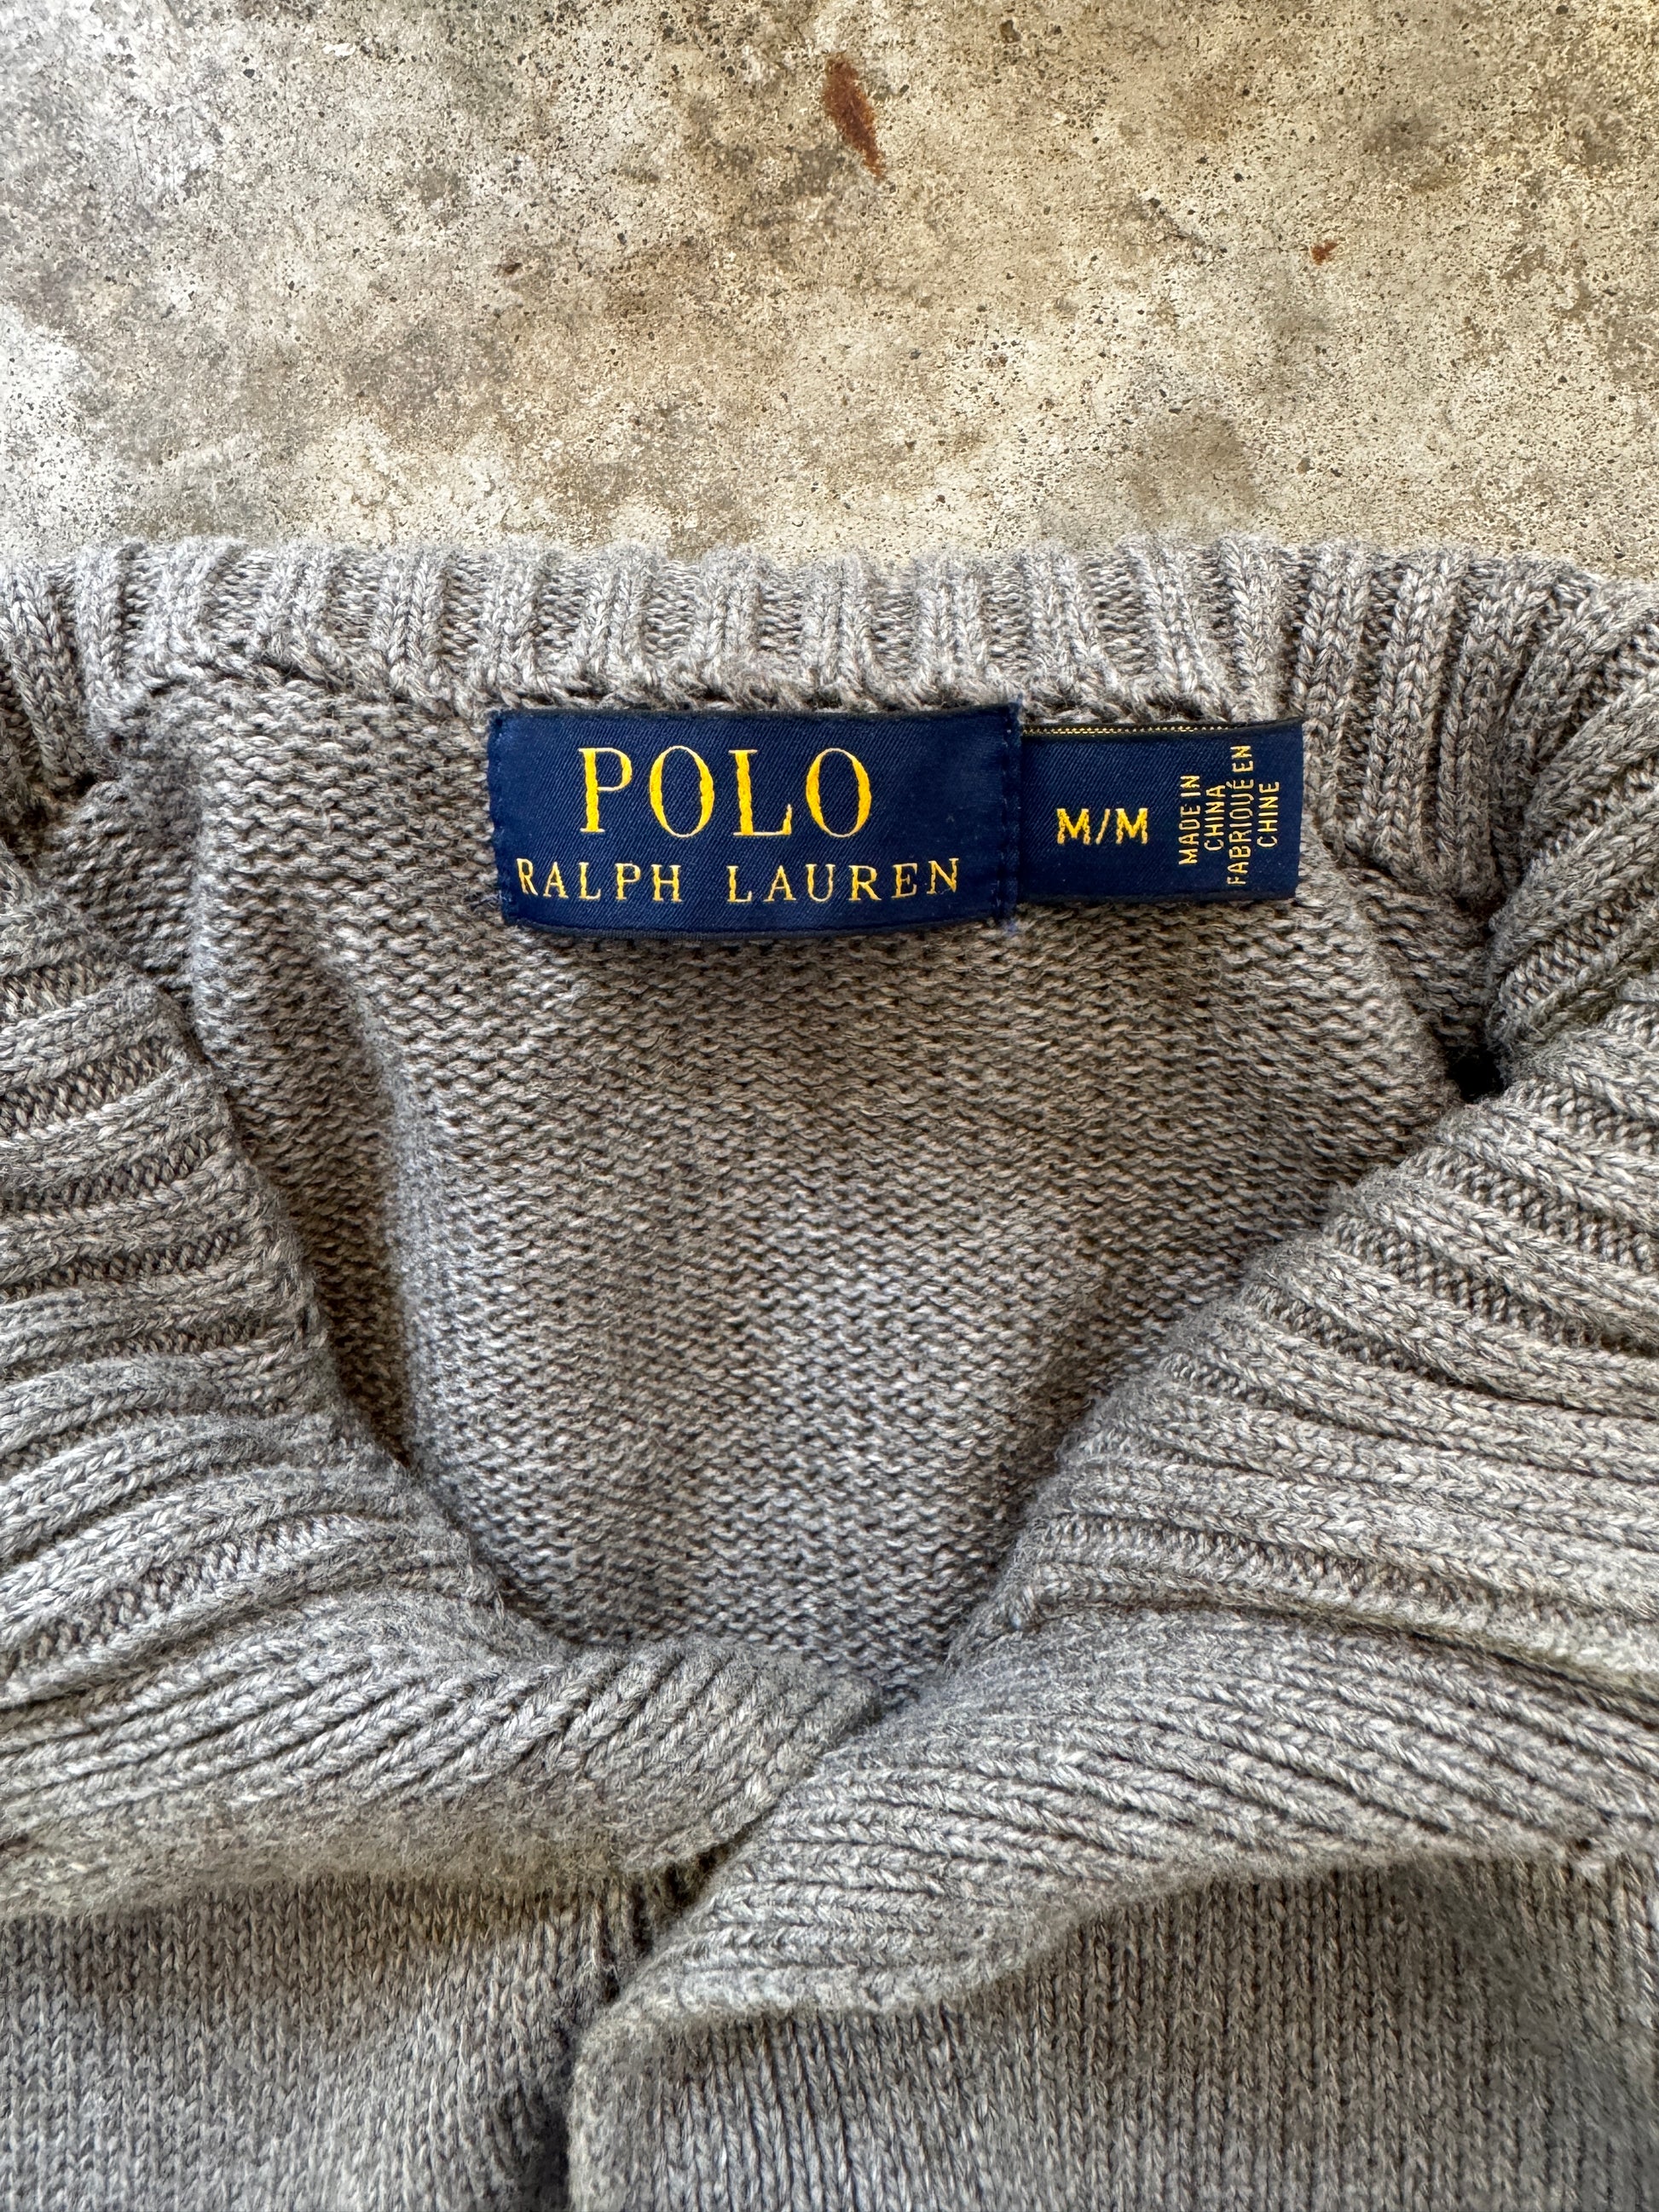 POLO
RALPH LAUREN
M/M
MADE IN
CHINA
FABRIQUÉ EN
CHINE